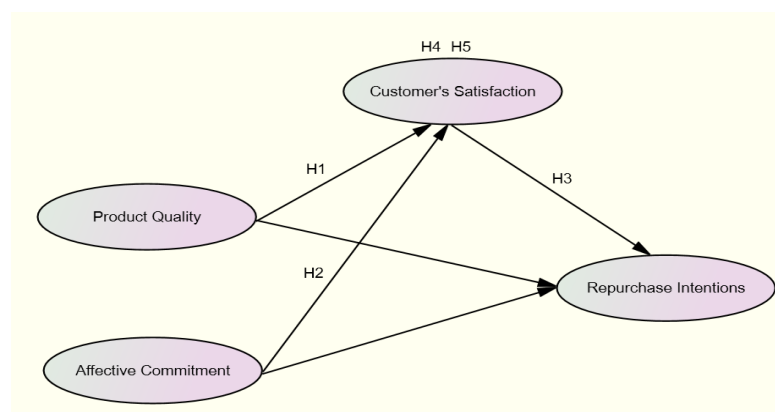 H4 H5
Customer's Satisfaction
H1
H3
Product Quality
H2
Repurchase Intentions
Affective Commitment